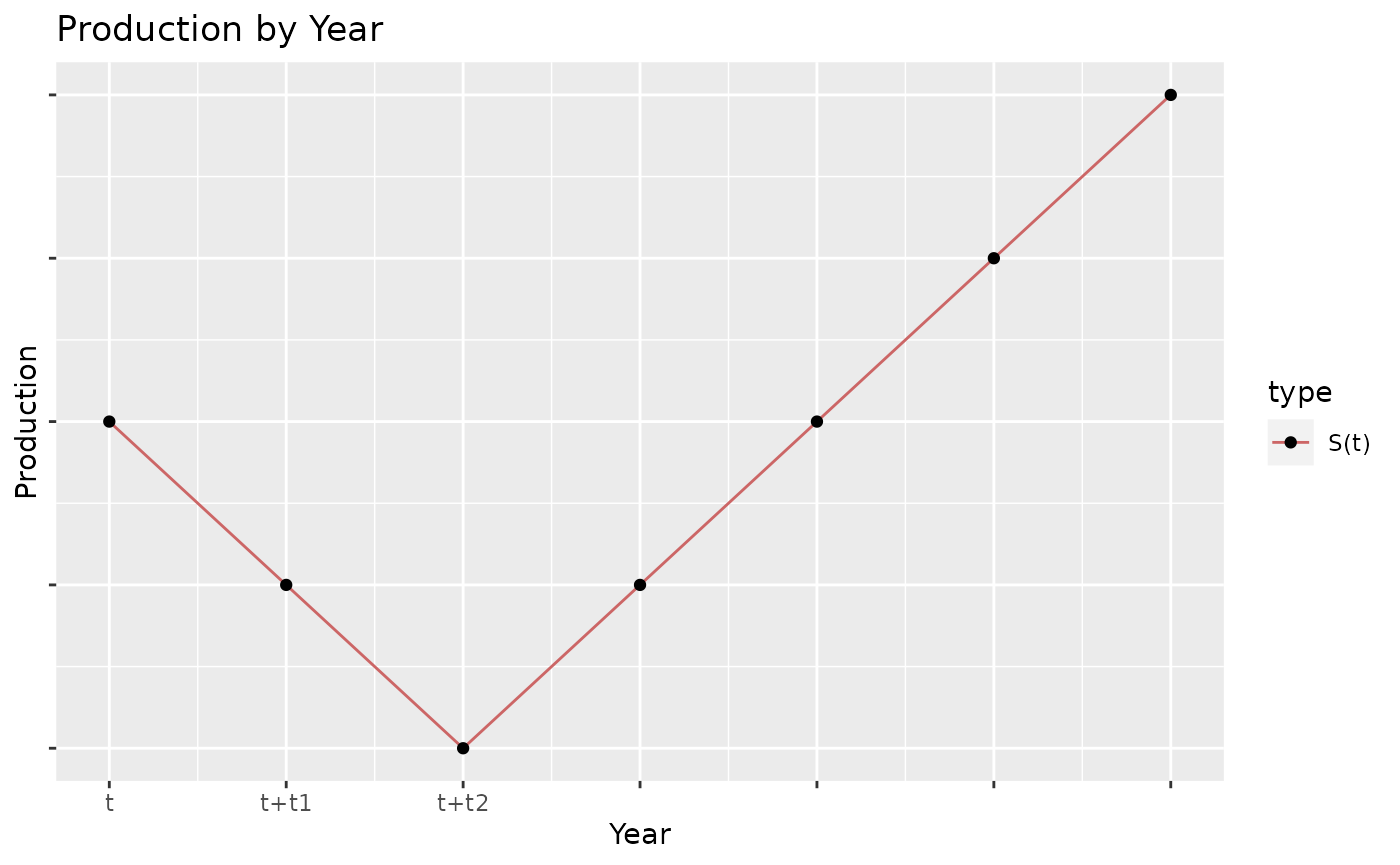 Production by Year
Production
type
S(t)
t
t+t1
t+t2
Year